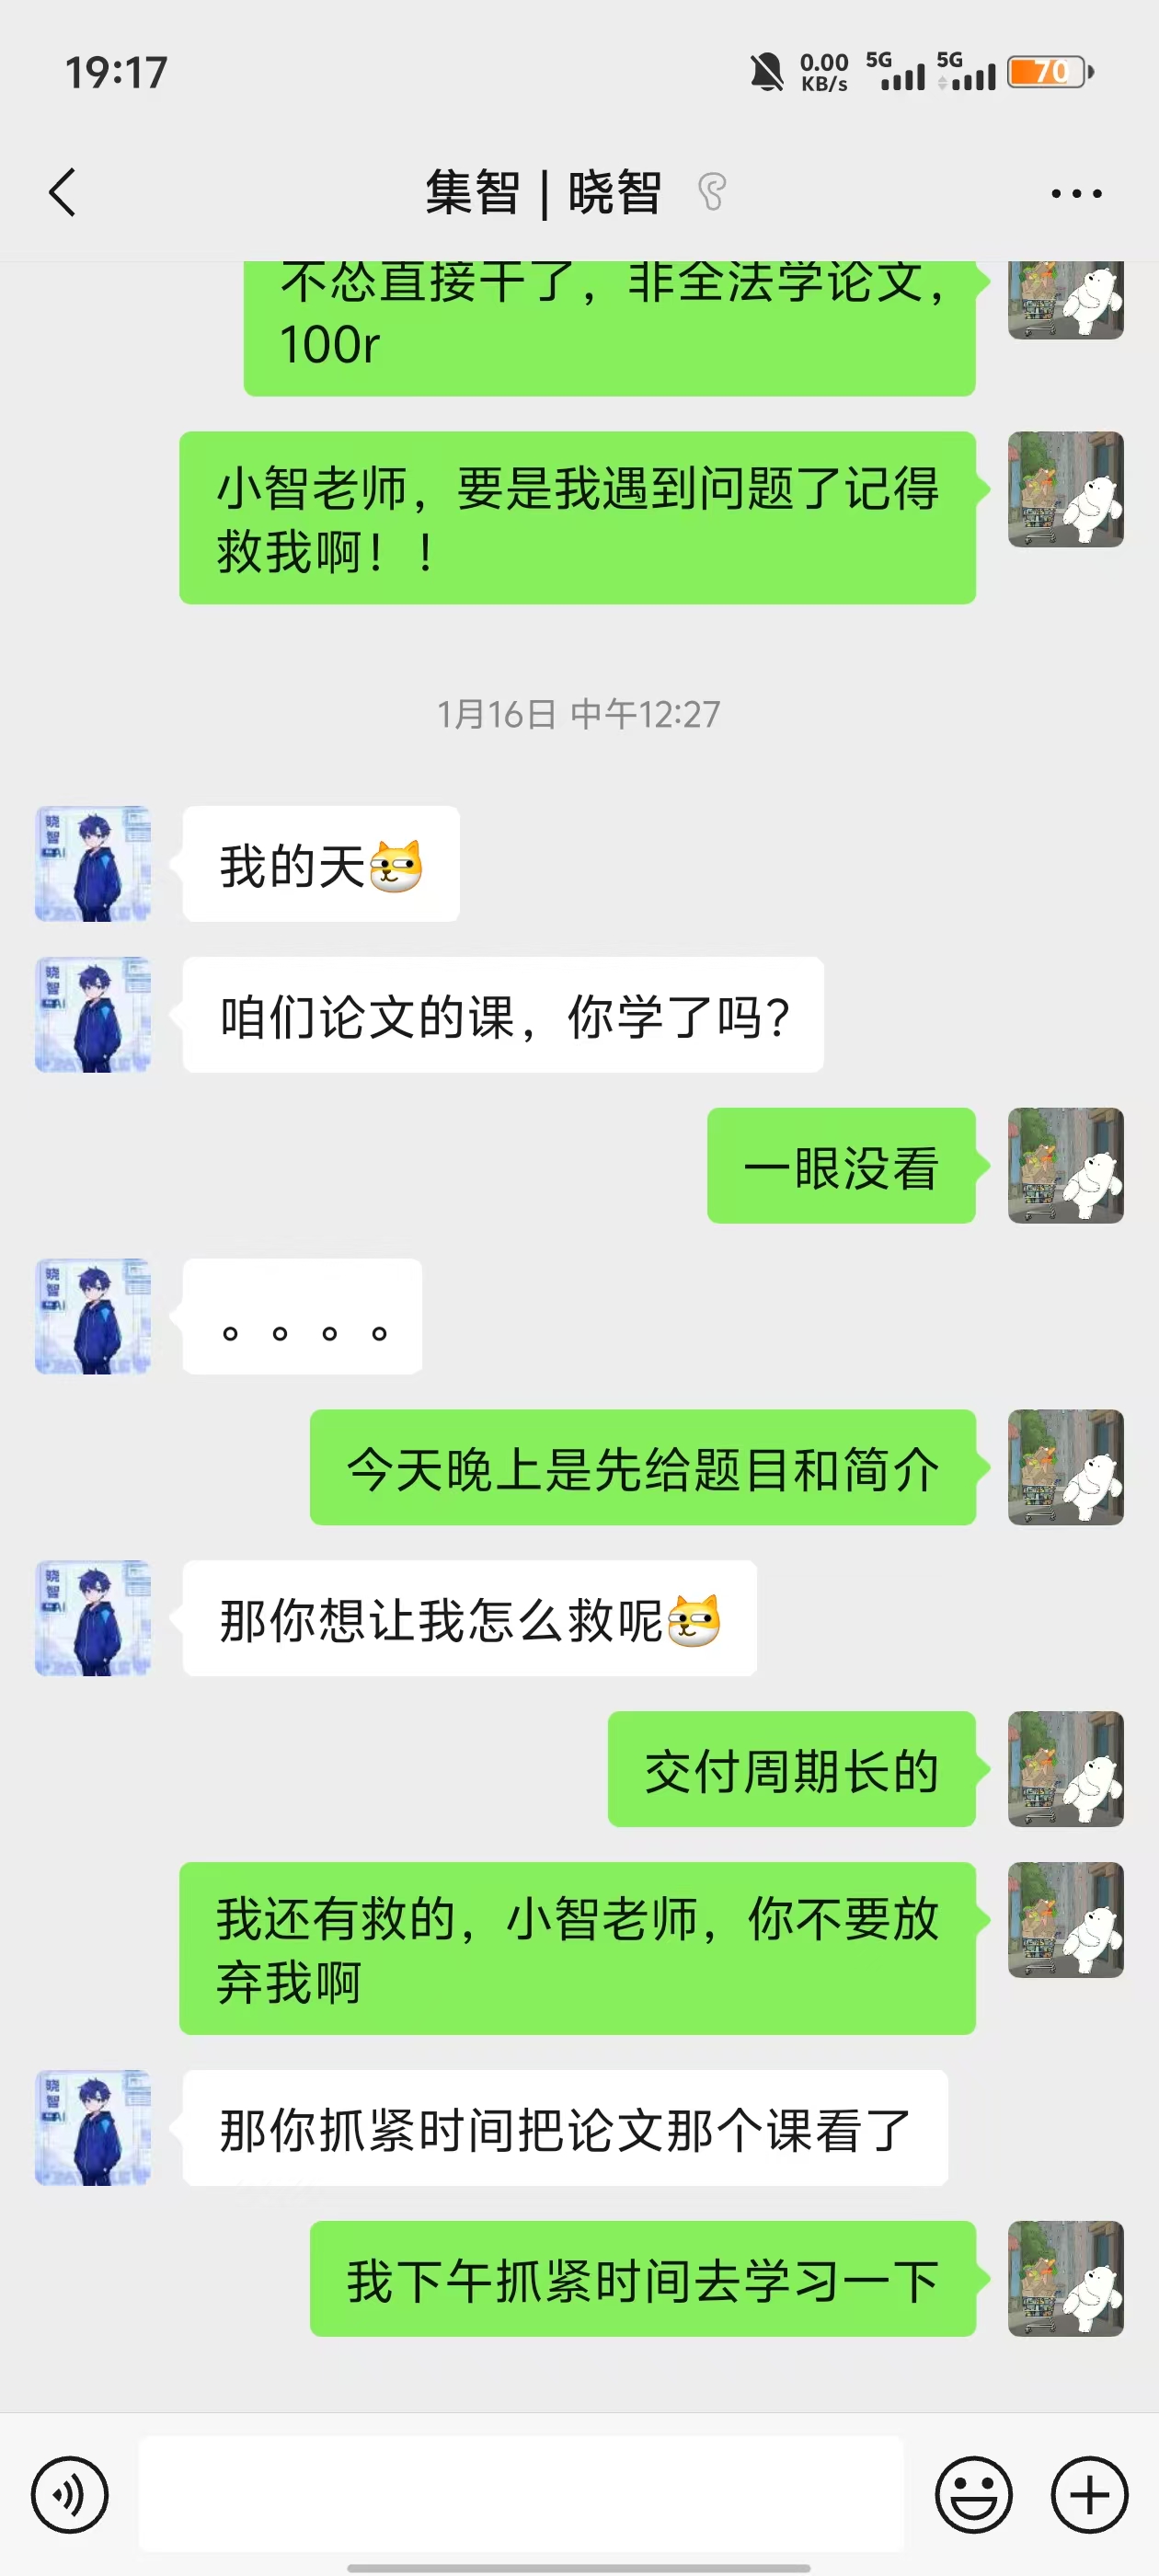 19:17
0.00
KB/s
5G
5G
70
集智 | 晓智
不怂直接干了，非全法学论文，
100r
小智老师，要是我遇到问题了记得
救我啊！！
1月16日 中午12:27
我的天
咱们论文的课，你学了吗？
一眼没看
。。。。
今天晚上是先给题目和简介
那你想让我怎么救呢
交付周期长的
我还有救的，小智老师，你不要放
弃我啊
那你抓紧时间把论文那个课看了
我下午抓紧时间去学习一下